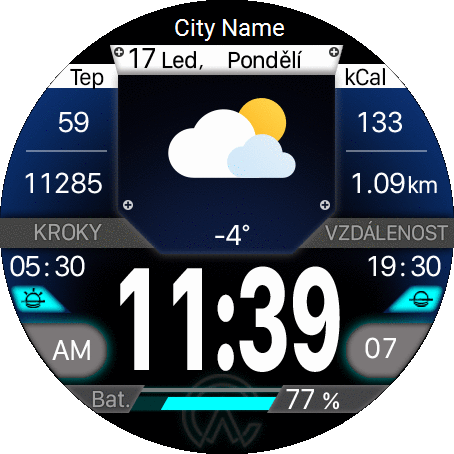 City Name
17 Led, Pondělí
Tep
kCal
59
133
11285
1.09km
KROKY
-4°
VZDÁLENOST
05:30
19:30
11:39
AM
07
Bat.
77 %